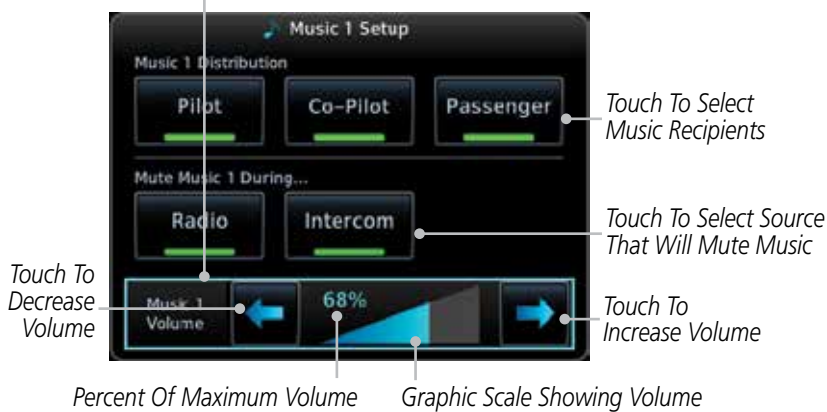 Music 1 Setup
Music 1 Distribution
Pilot
Co-Pilot
Passenger
Touch To Select
Music Recipients
Mute Music 1 During...
Radio
Intercom
Touch To Select Source
That Will Mute Music
Touch To
Decrease
Volume
Music 1
Volume
68%
Touch To
Increase Volume
Percent Of Maximum Volume
Graphic Scale Showing Volume